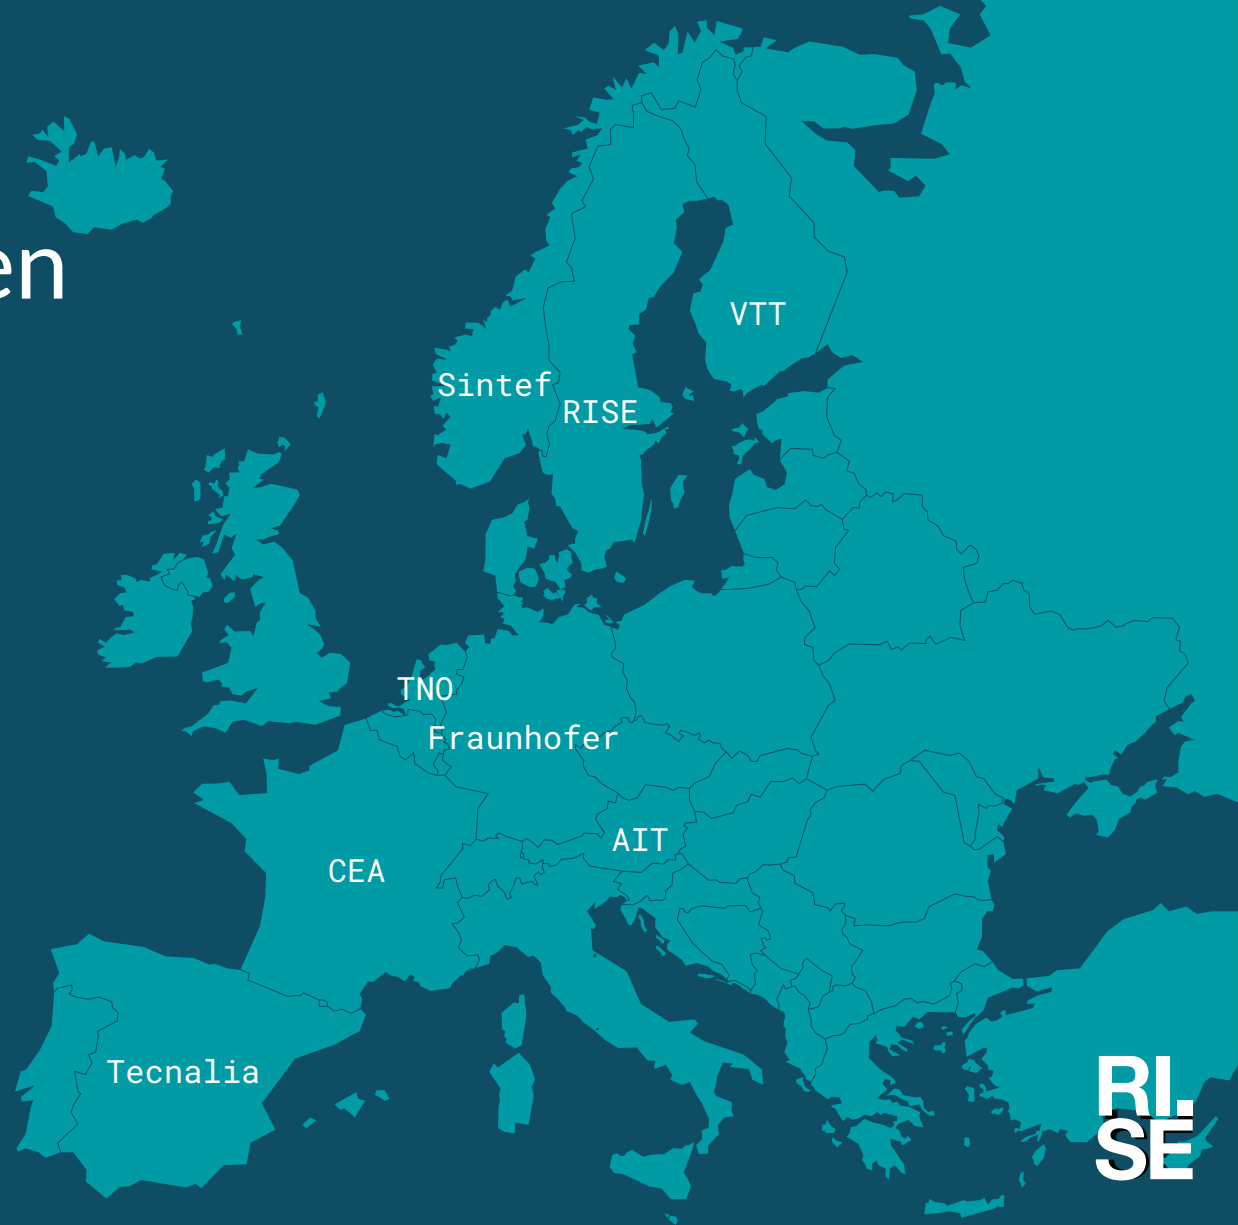 en
VTT
Sintef
RISE
TNO
Fraunhofer
AIT
CEA
Tecnalia
RI.
SE